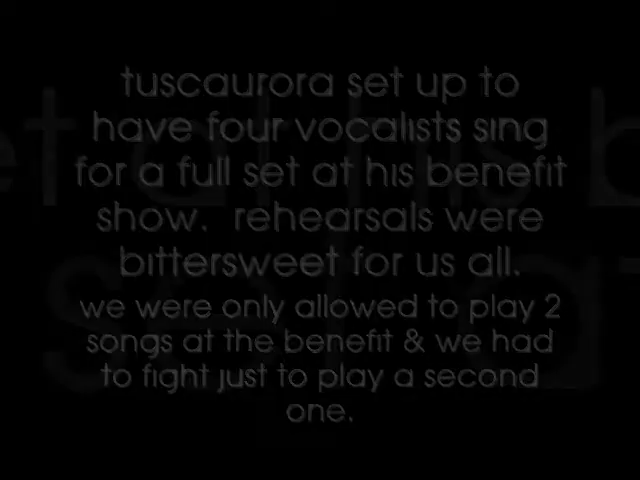 tuscaurora set up to
have four vocalists sing
for a full set at his benefit
show. rehearsals were
bittersweet for us all.
we were only allowed to play 2
songs at the benefit & we had
to fight just to play a second
one.